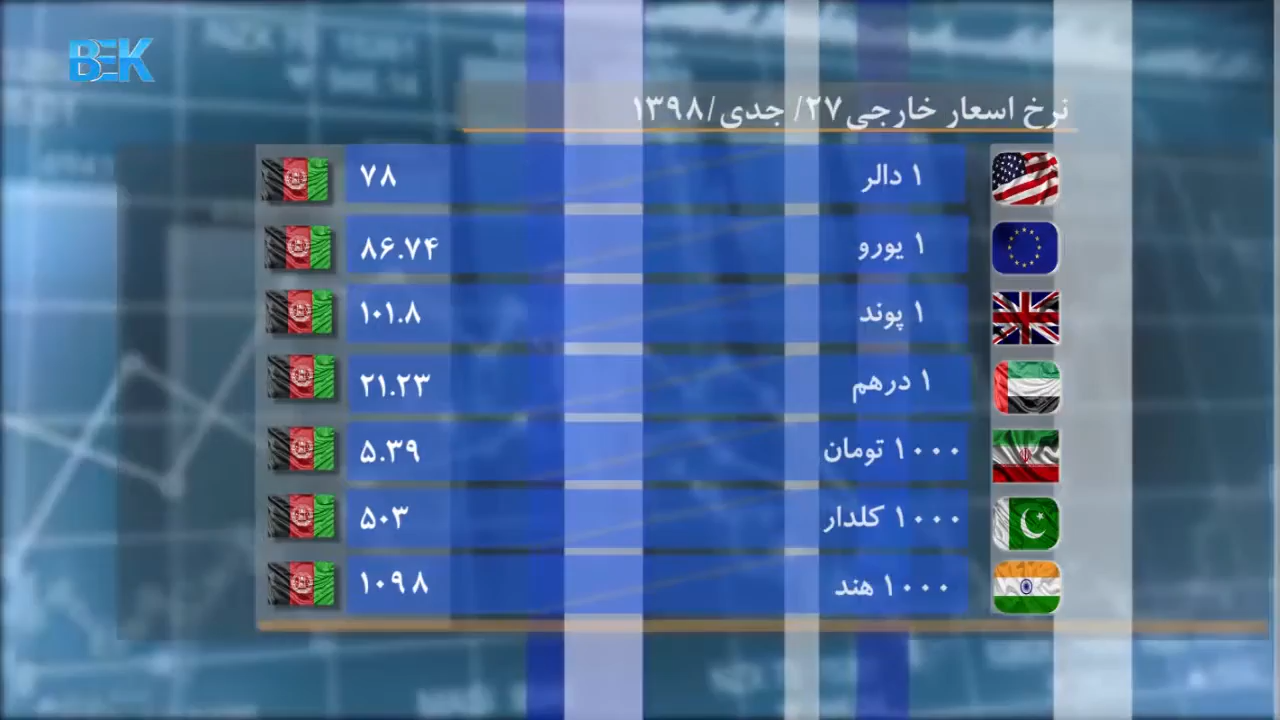 BEK
نرخ اسعار خارجی ۲۷/ جدی/۱۳۹۸
۱ دالر ۷۸
۱ یورو ۸۶.۷۴
۱ پوند ۱۰۱.۸
۱ درهم ۲۱.۲۳
۱۰۰۰ تومان ۵.۳۹
۱۰۰۰ کلدار ۵۰۳
۱۰۰۰ هند ۱۰۹۸